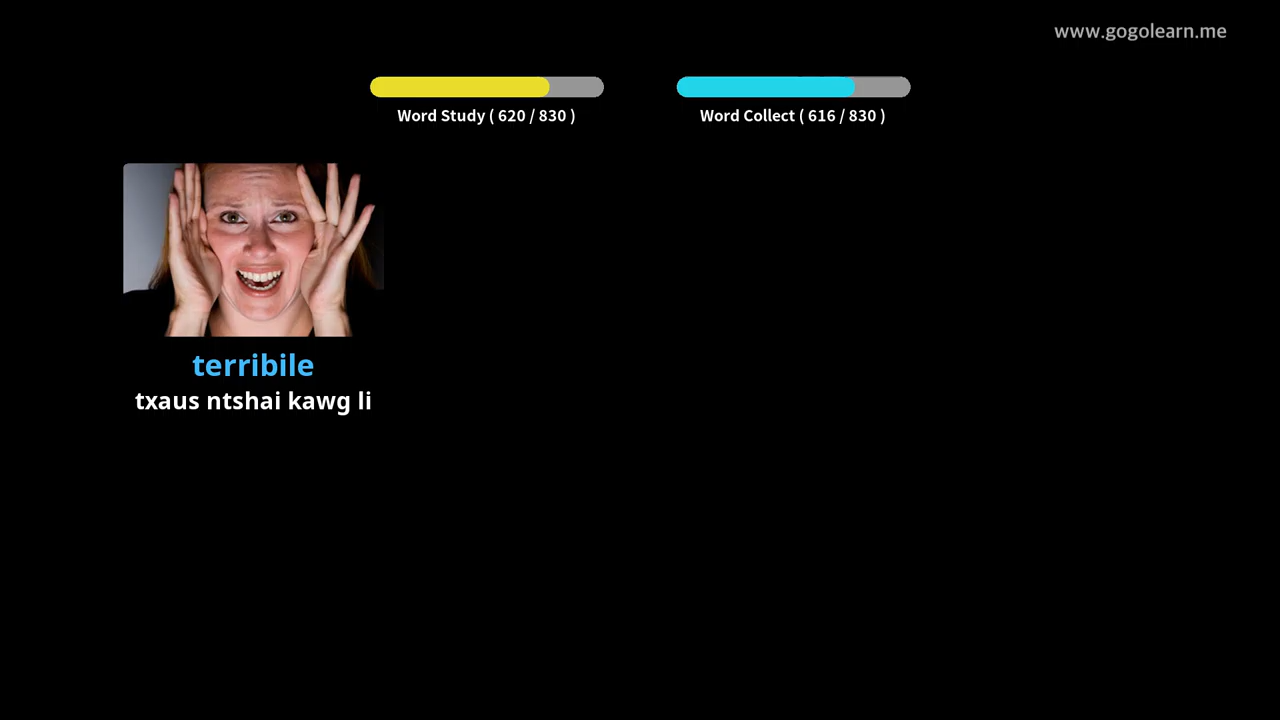 www.gogolearn.me
Word Study ( 620 / 830 )
Word Collect ( 616 / 830 )
terribile
txaus ntshai kawg li